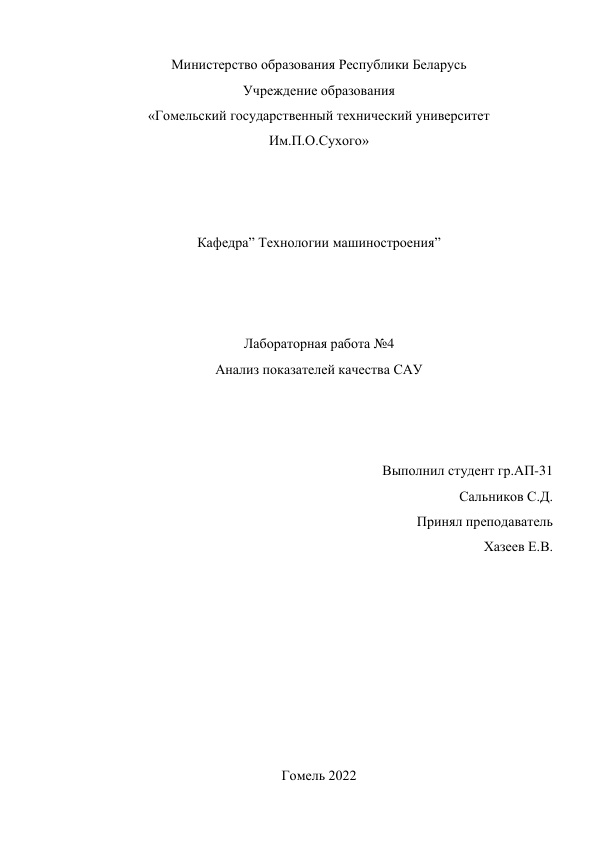 Министерство образования Республики Беларусь
Учреждение образования
«Гомельский государственный технический университет
Им.П.О.Сухого»
Кафедра” Технологии машиностроения”
Лабораторная работа №4
Анализ показателей качества САУ
Выполнил студент гр.АП-31
Сальников С.Д.
Принял преподаватель
Хазеев Е.В.
Гомель 2022